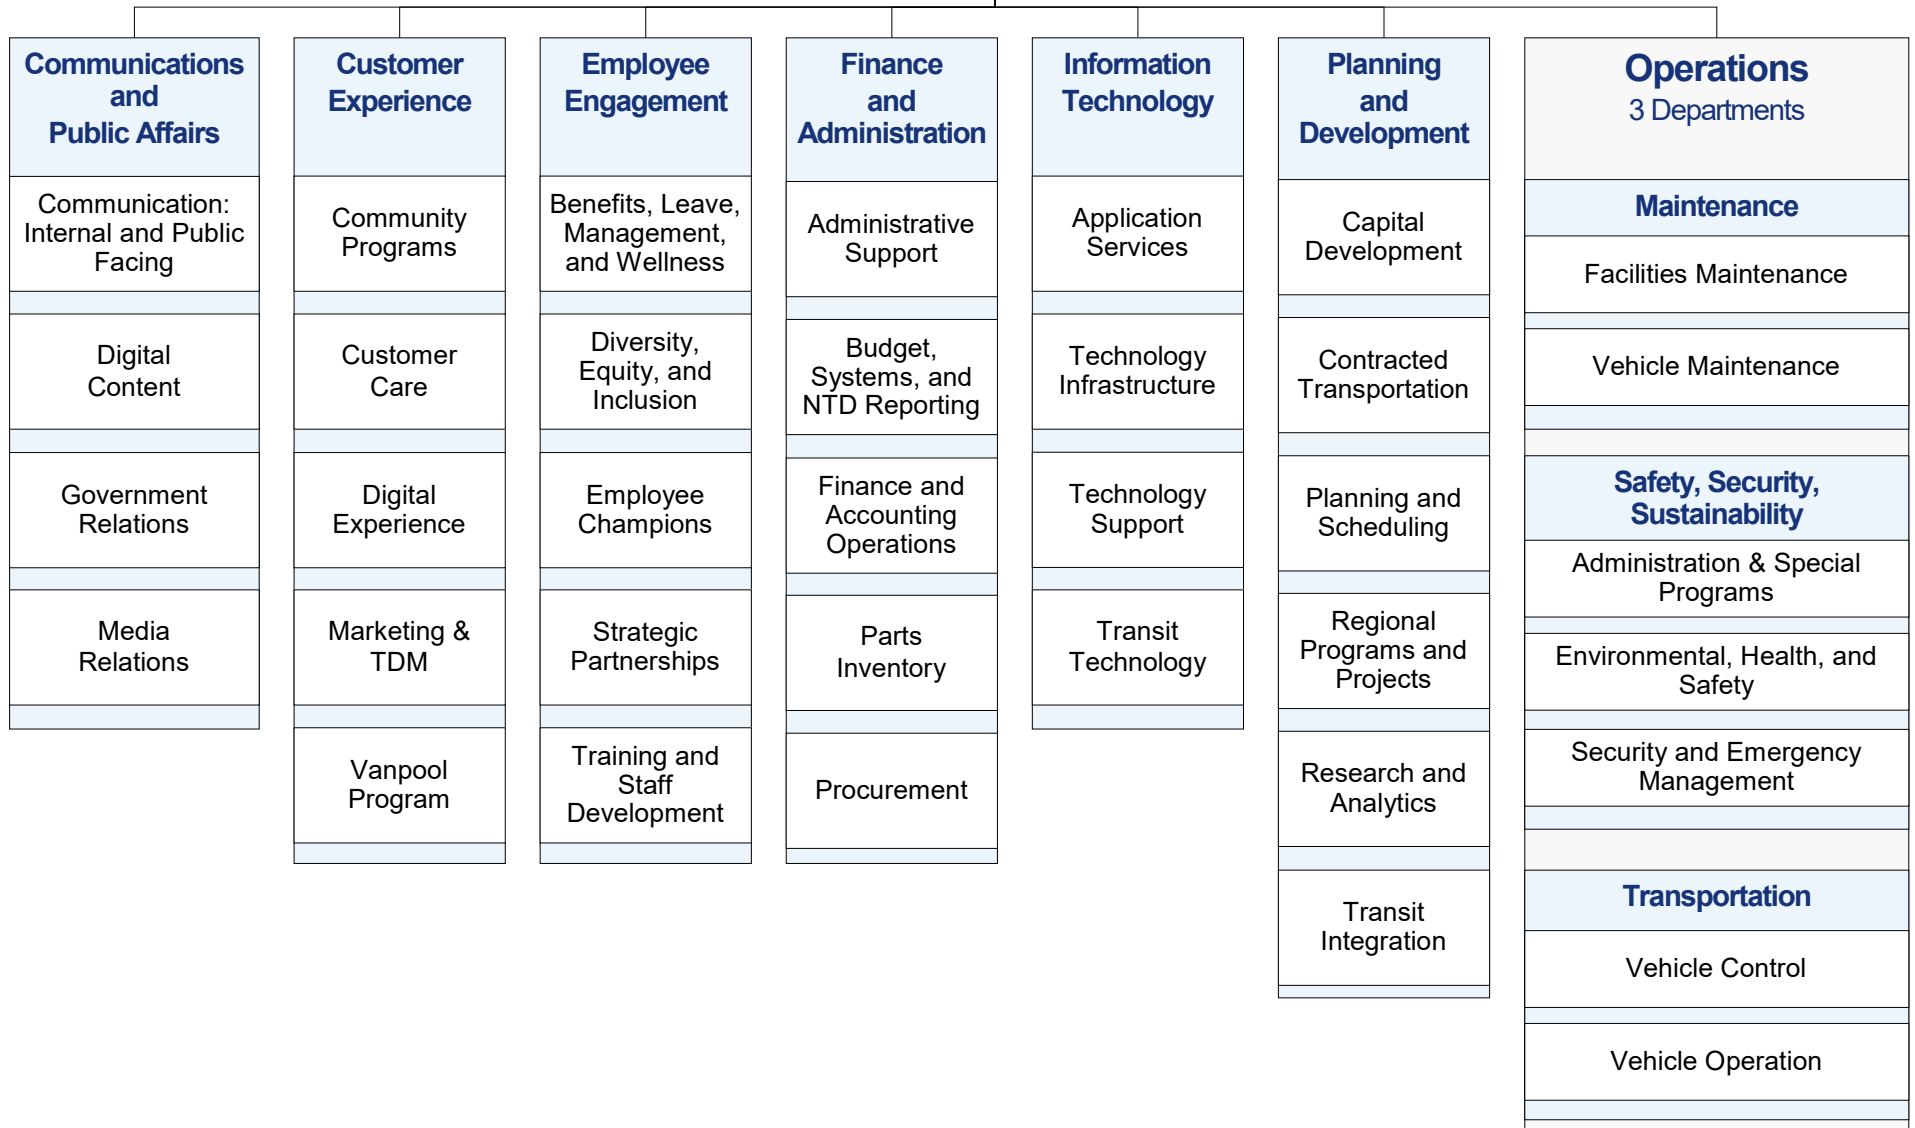 Communications
and
Public Affairs
Communication:
Internal and Public
Facing
Digital
Content
Government
Relations
Media
Relations
Customer
Experience
Community
Programs
Customer
Care
Digital
Experience
Marketing &
TDM
Vanpool
Program
Employee
Engagement
Benefits, Leave,
Management,
and Wellness
Diversity,
Equity, and
Inclusion
Employee
Champions
Strategic
Partnerships
Training and
Staff
Development
Finance
and
Administration
Administrative
Support
Budget,
Systems, and
NTD Reporting
Finance and
Accounting
Operations
Parts
Inventory
Procurement
Information
Technology
Application
Services
Technology
Infrastructure
Technology
Support
Transit
Technology
Planning
and
Development
Capital
Development
Contracted
Transportation
Planning and
Scheduling
Regional
Programs and
Projects
Research and
Analytics
Transit
Integration
Operations
3 Departments
Maintenance
Facilities Maintenance
Vehicle Maintenance
Safety, Security,
Sustainability
Administration & Special
Programs
Environmental, Health, and
Safety
Security and Emergency
Management
Transportation
Vehicle Control
Vehicle Operation